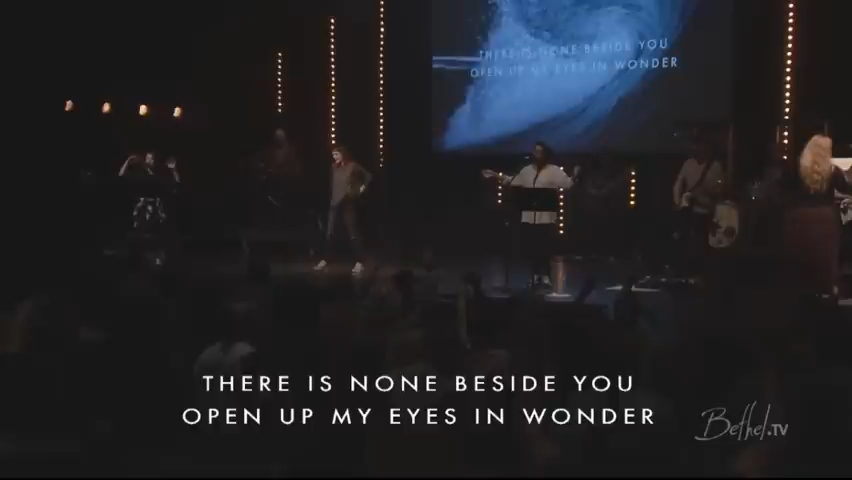 THERE IS NONE BESIDE YOU
OPEN UP MY EYES IN WONDER
THERE IS NONE BESIDE YOU
OPEN UP MY EYES IN WONDER
Bethel.TV